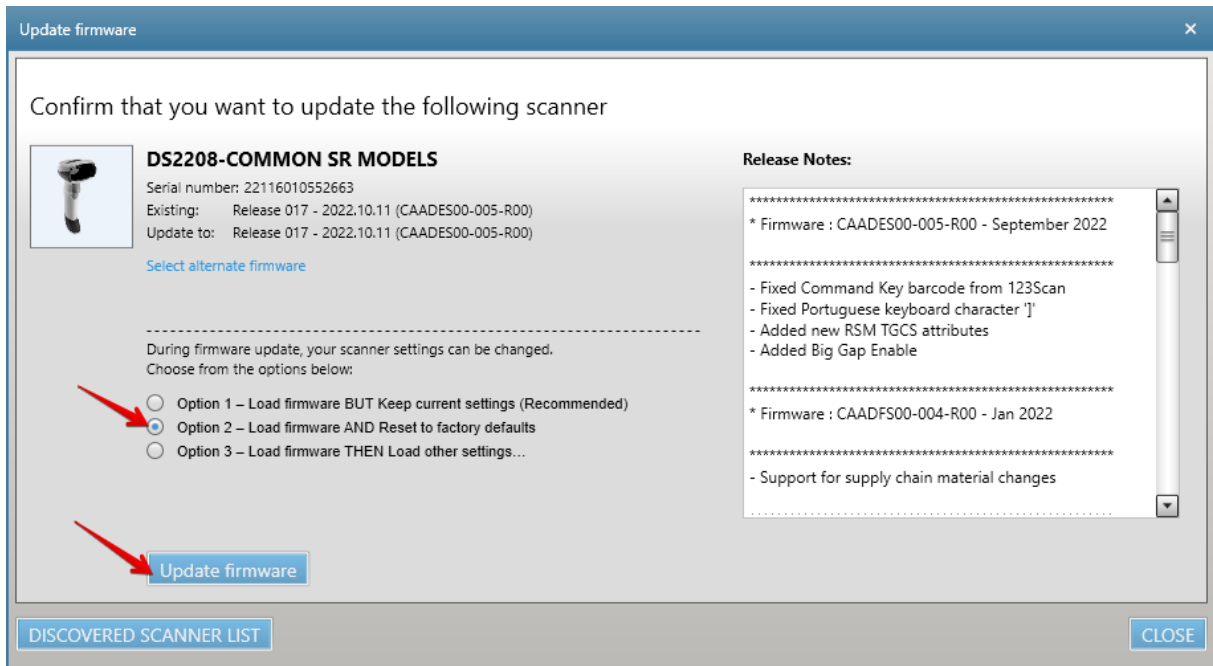 Update firmware
Confirm that you want to update the following scanner
DS2208-COMMON SR MODELS
Serial number: 22116010552663
Existing: Release 017 - 2022.10.11 (CAADES00-005-R00)
Update to: Release 017 - 2022.10.11 (CAADES00-005-R00)
Select alternate firmware
During firmware update, your scanner settings can be changed.
Choose from the options below:
Option 1 – Load firmware BUT Keep current settings (Recommended)
Option 2 – Load firmware AND Reset to factory defaults
Option 3 – Load firmware THEN Load other settings...
Update firmware
Release Notes:
*******************************************************
* Firmware : CAADES00-005-R00 - September 2022
*******************************************************
- Fixed Command Key barcode from 123Scan
- Fixed Portuguese keyboard character ']'
- Added new RSM TGCS attributes
- Added Big Gap Enable
*******************************************************
* Firmware : CAADFS00-004-R00 - Jan 2022
*******************************************************
- Support for supply chain material changes
DISCOVERED SCANNER LIST
CLOSE